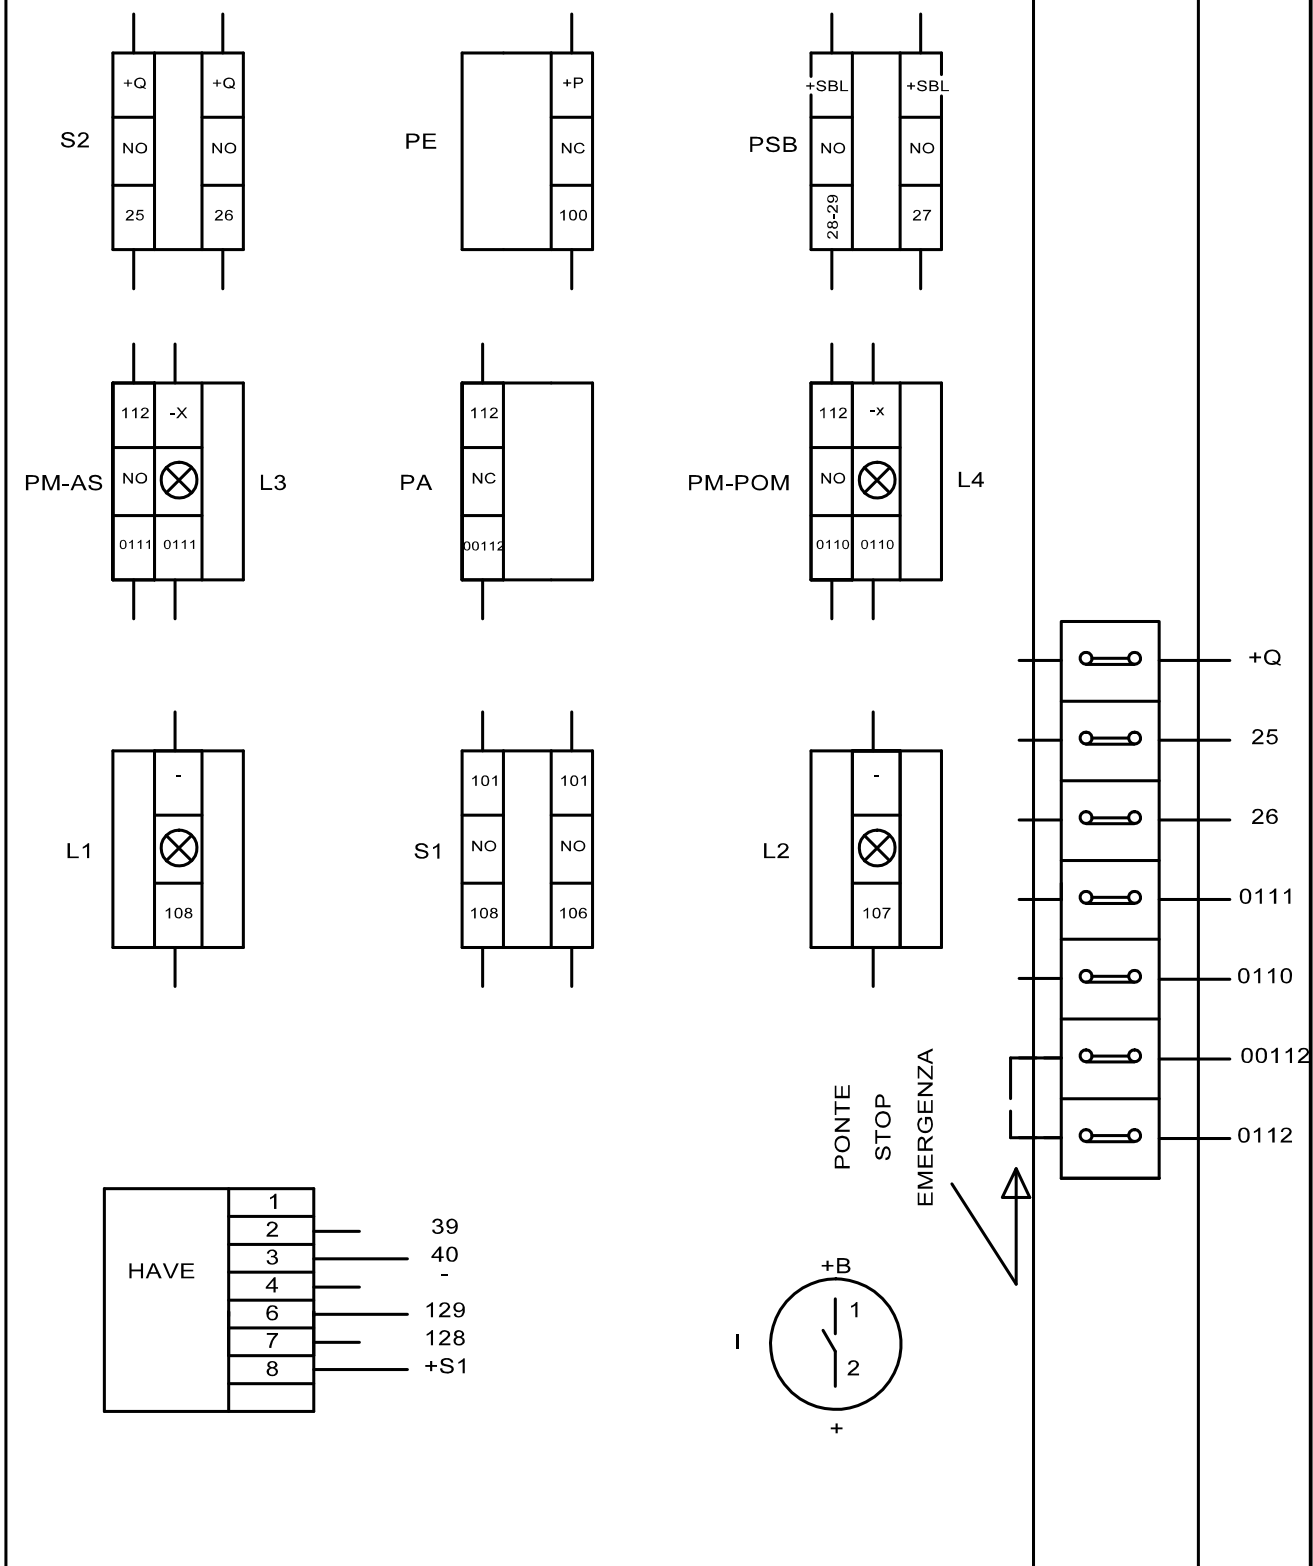 +Q +Q
S2 NO NO
25 26
+P
PE NC
100
+SBL +SBL
PSB NO NO
28-29 27
112 -X
PM-AS NO L3
0111 0111
112
PA NC
00112
112 -x
PM-POM NO L4
0110 0110
-
L1
108
101 101
S1 NO NO
108 106
-
L2
107
+Q
25
26
0111
0110
00112
0112
PONTE
STOP
EMERGENZA
HAVE
1
2 39
3 40
4 -
6 129
7 128
8 +S1
+B
I
1
2
+